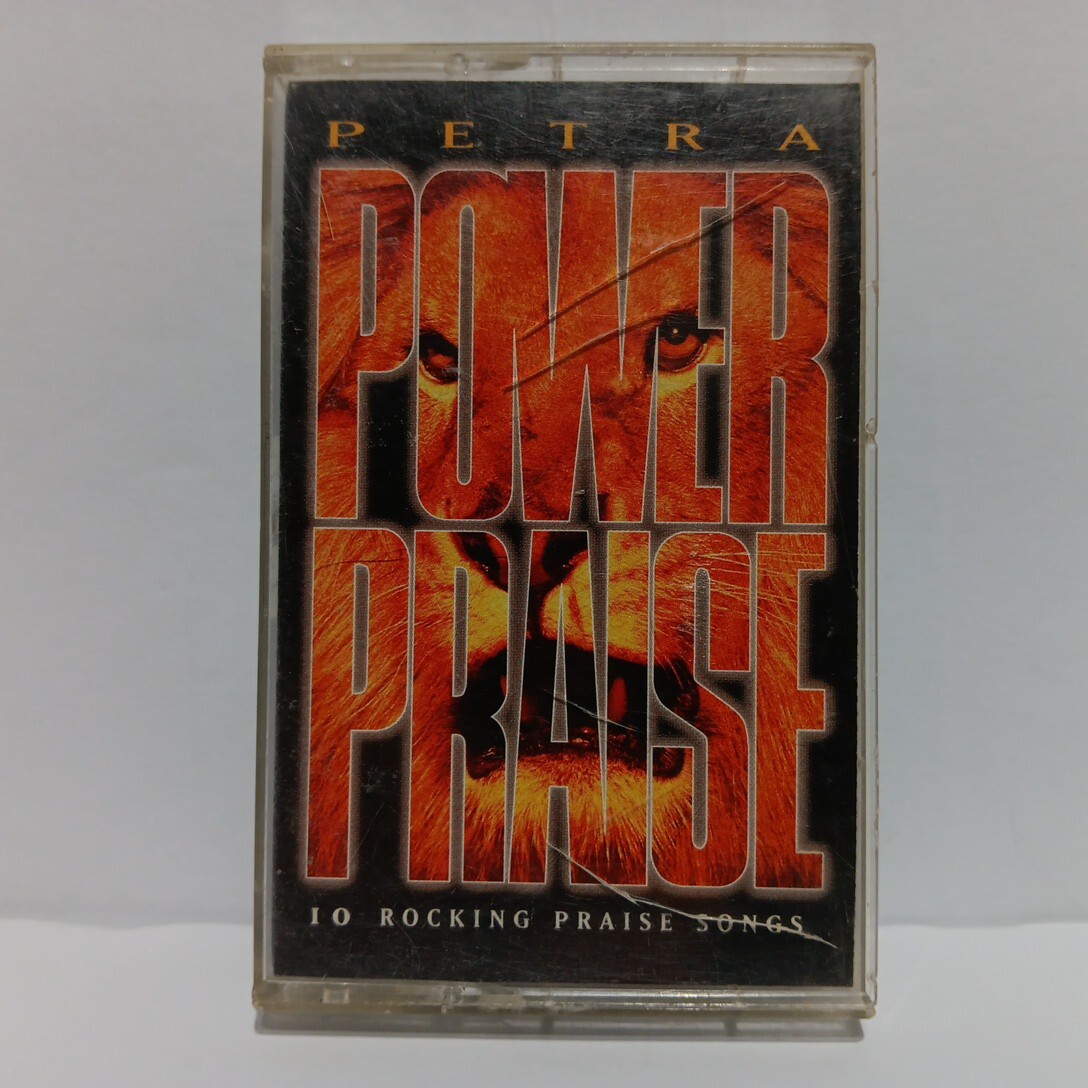 PETRA
POWER
PRAISE
10 ROCKING PRAISE SONGS